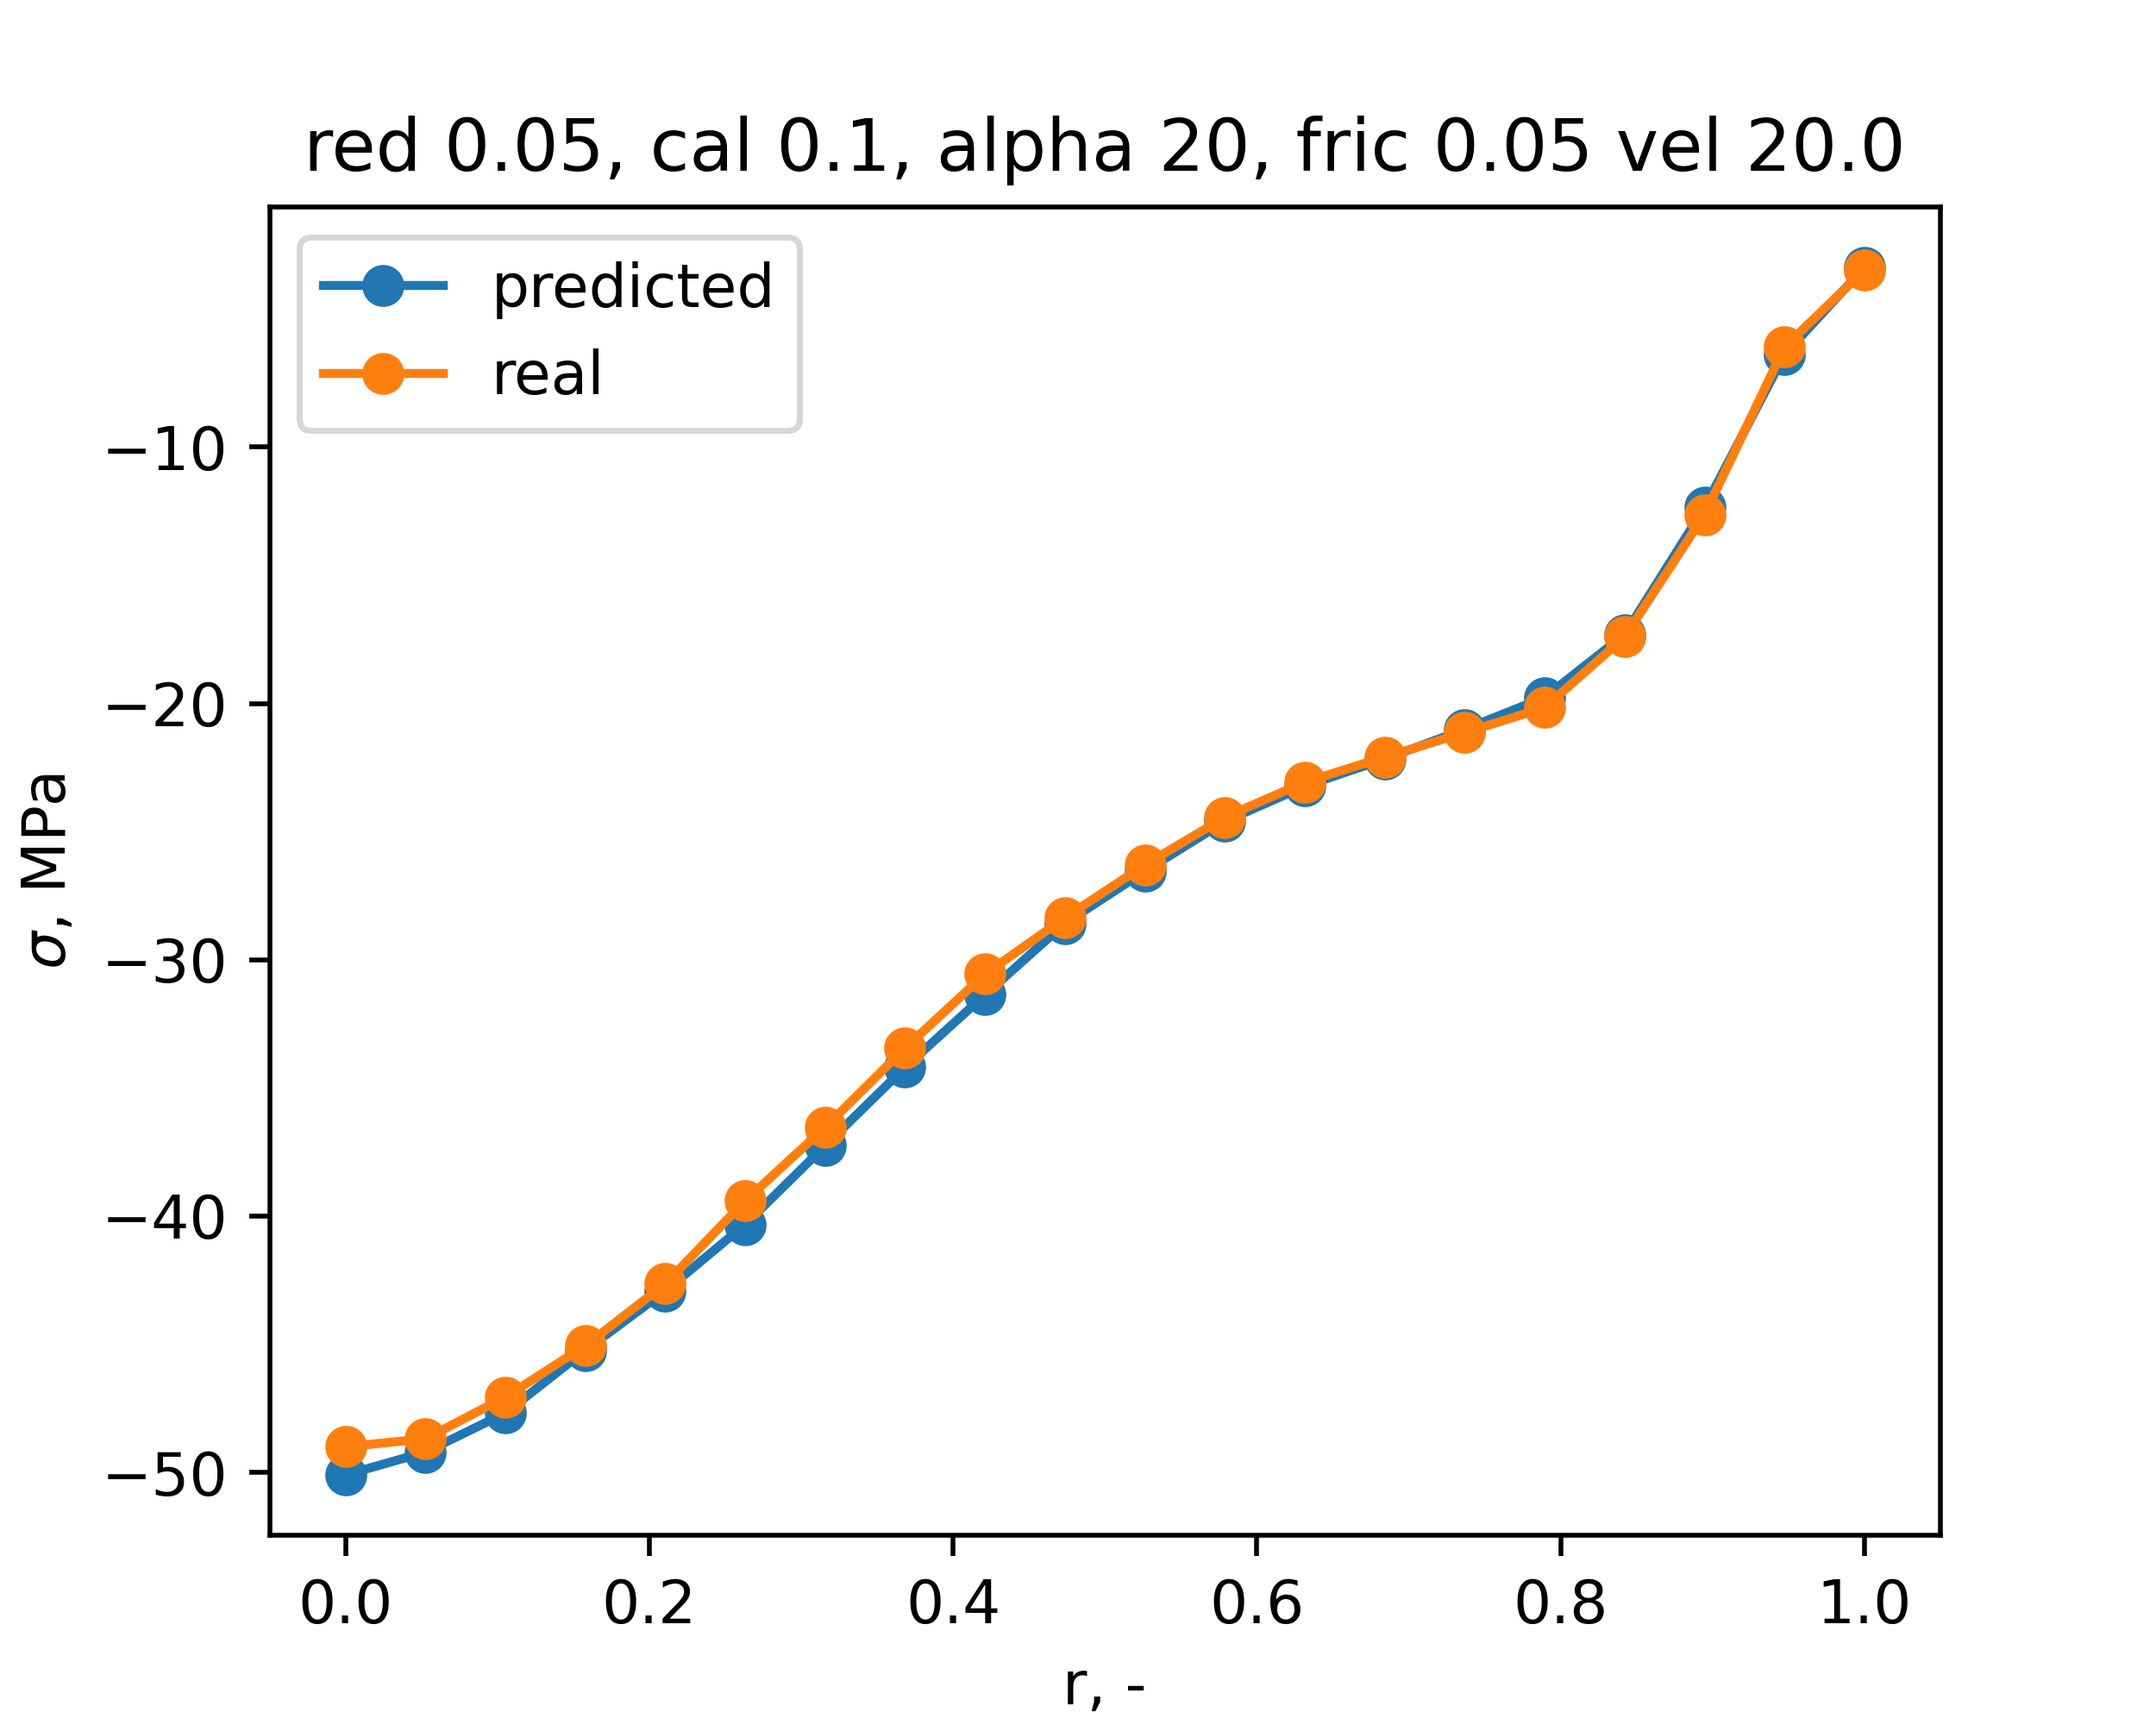 red 0.05, cal 0.1, alpha 20, fric 0.05 vel 20.0
predicted
real
−10
−20
−30
−40
−50
σ, MPa
0.0 0.2 0.4 0.6 0.8 1.0
r, -